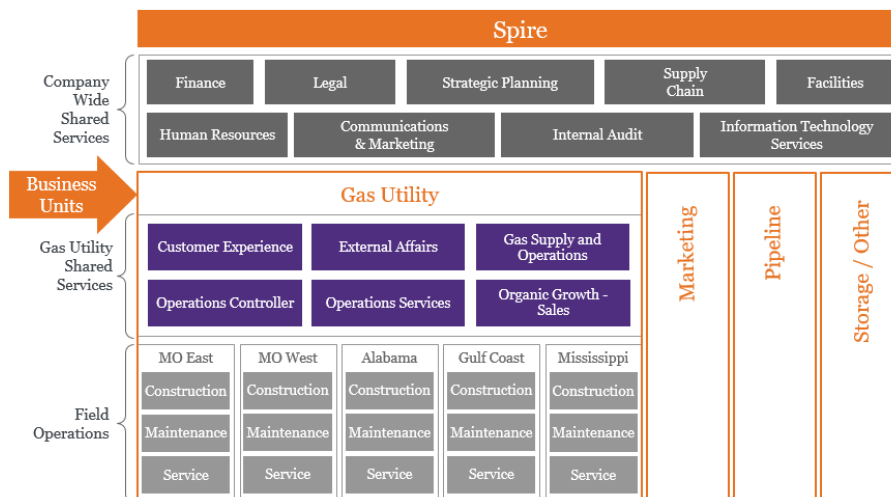 Spire
Company
Wide
Shared
Services
Finance
Legal
Strategic Planning
Supply
Chain
Facilities
Human Resources
Communications
& Marketing
Internal Audit
Information Technology
Services
Business
Units
Gas Utility
Marketing
Pipeline
Storage / Other
Gas Utility
Shared
Services
Customer Experience
External Affairs
Gas Supply and
Operations
Operations Controller
Operations Services
Organic Growth -
Sales
Field
Operations
MO East
MO West
Alabama
Gulf Coast
Mississippi
Construction
Construction
Construction
Construction
Construction
Maintenance
Maintenance
Maintenance
Maintenance
Maintenance
Service
Service
Service
Service
Service